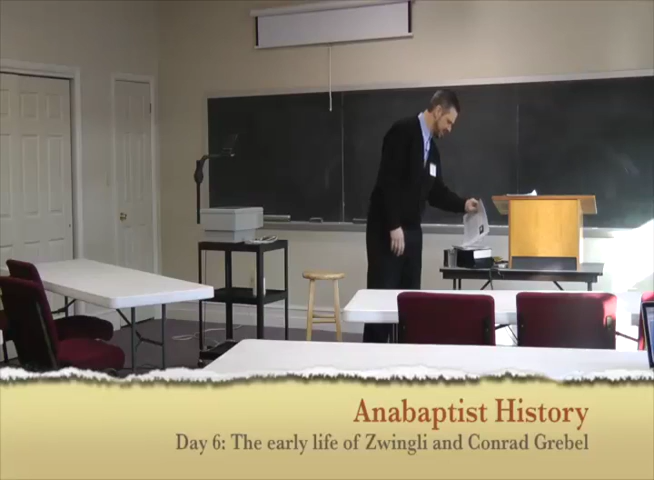 Anabaptist History
Day 6: The early life of Zwingli and Conrad Grebel